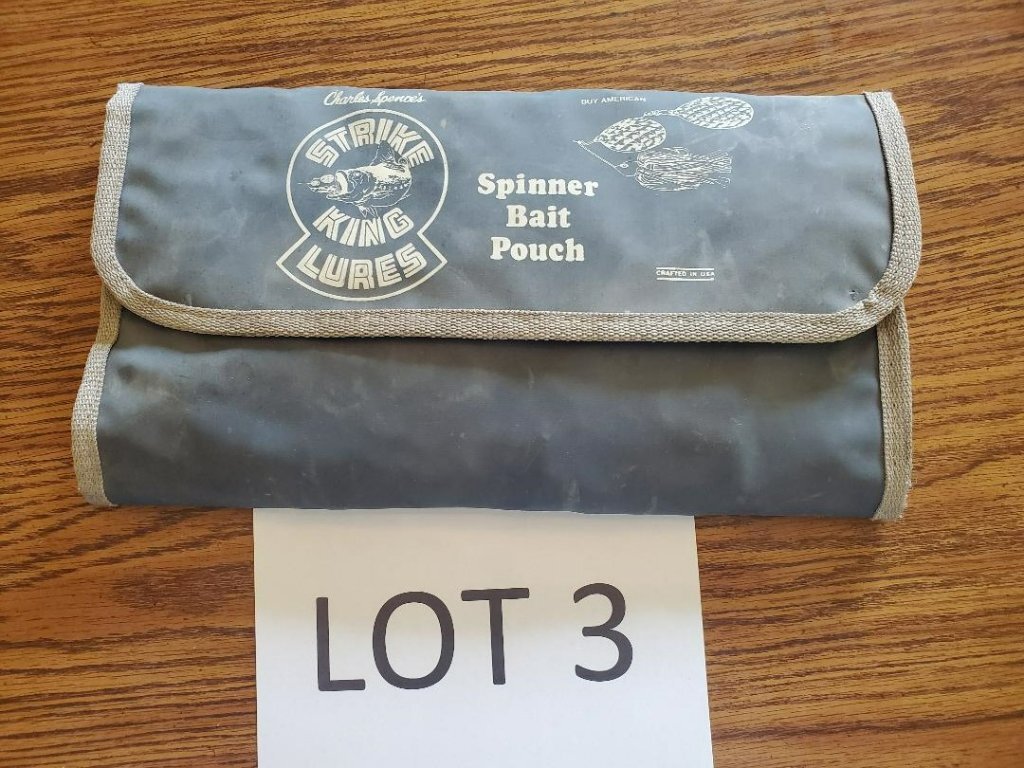 Charles Spence's
STRIKE
KING
LURES
BUY AMERICAN
Spinner
Bait
Pouch
CRAFTED IN USA
LOT 3